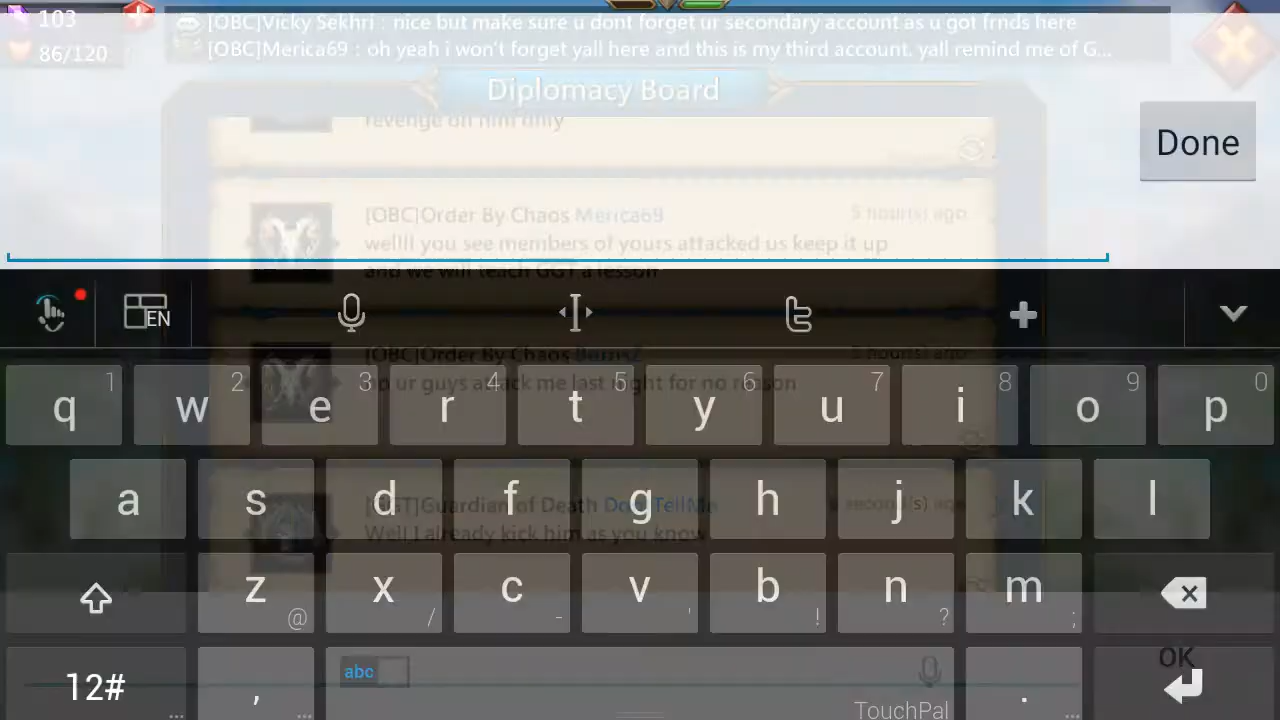 103
[OBC]Vicky Sekhri : nice but make sure u dont forget ur secondary account as u got frnds here
86/120
[OBC]Merica69 : oh yeah i won't forget yall here and this is my third account. yall remind me of G...
Diplomacy Board
revenge on him only
Done
[OBC]Order By Chaos Merica69 5 hour(s) ago
wellll you see members of yours attacked us keep it up
and we will teach GGT a lesson
EN
[OBC]Order By Chaos 5 hour(s) ago
ur guys attack me last night for no reason
1 2 3 4 5 6 7 8 9 0
q w e r t y u i o p
a s d f g h j k l
[GGT]Guardian of Death DontTellMe second(s) ago
Well I already kick him as you know
z x c v b n m
@ / - ' ! ? ;
OK
12# , abc .
TouchPal